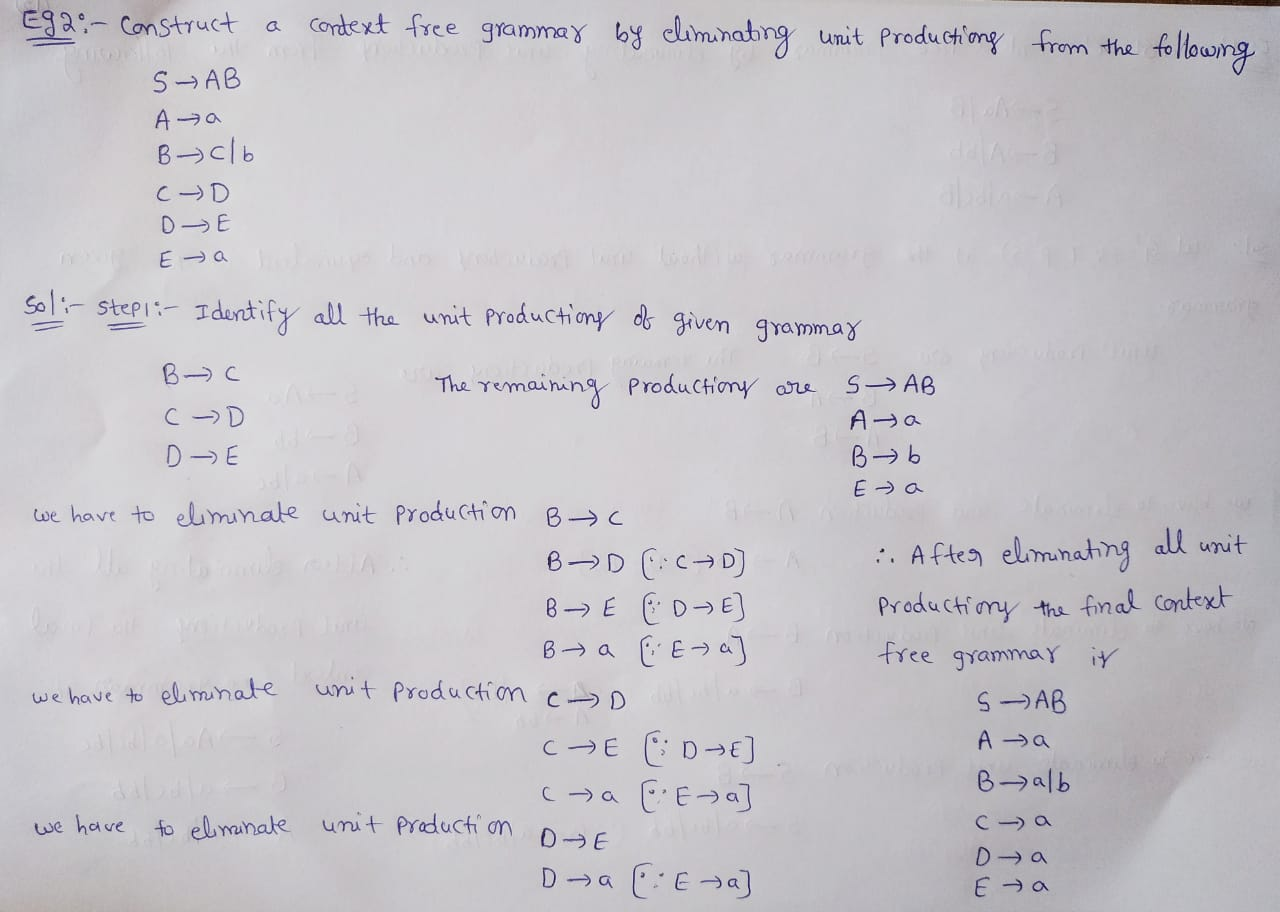 Eg2:- Construct a context free grammar by eliminating unit productions from the following
S → AB
A → a
B → C|b
C → D
D → E
E → a
Sol:- Step1:- Identify all the unit productions of given grammar
B → C
C → D
D → E
The remaining productions are S → AB
A → a
B → b
E → a
we have to eliminate unit production B → C
B → D [∵ C → D]
B → E [∵ D → E]
B → a [∵ E → a]
we have to eliminate unit production C → D
C → E [∵ D → E]
C → a [∵ E → a]
we have to eliminate unit production D → E
D → a [∵ E → a]
∴ After eliminating all unit
productions the final context
free grammar is
S → AB
A → a
B → a|b
C → a
D → a
E → a